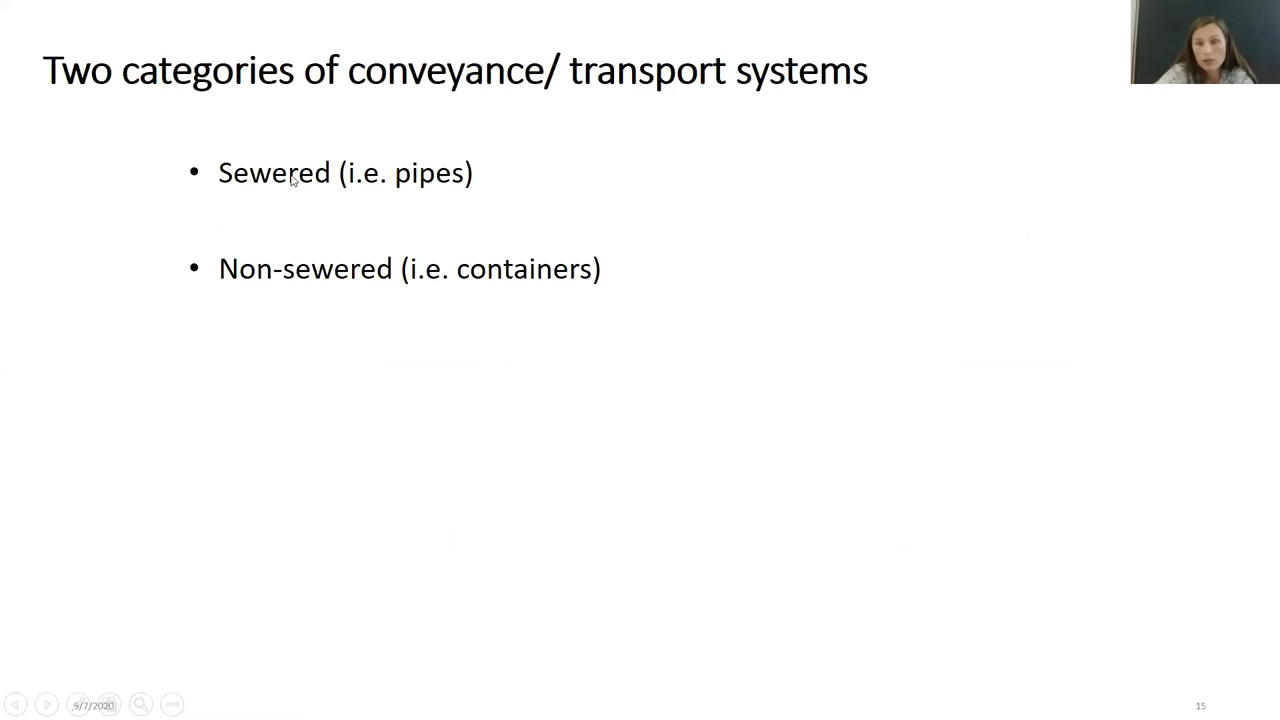 Two categories of conveyance/ transport systems
• Sewered (i.e. pipes)
• Non-sewered (i.e. containers)
9/7/2020
15